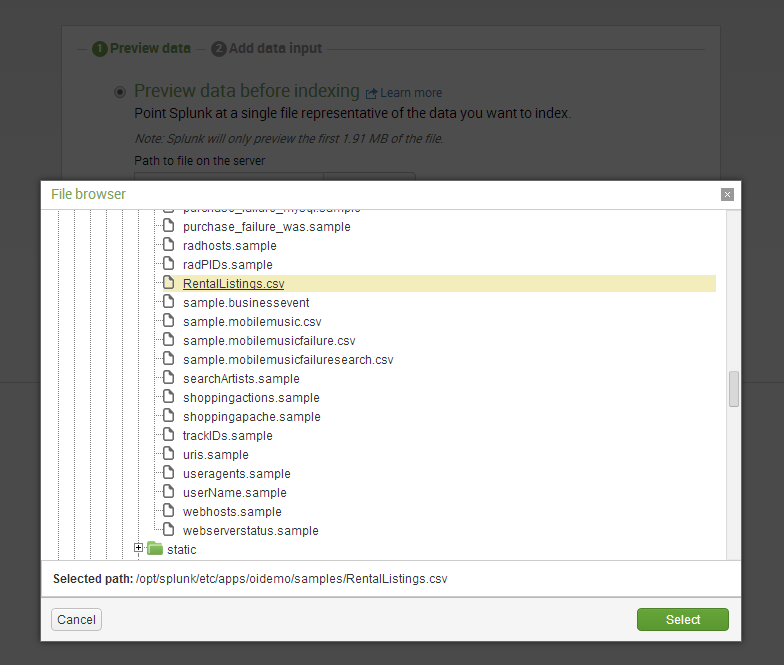 1 Preview data 2 Add data input
Preview data before indexing Learn more
Point Splunk at a single file representative of the data you want to index.
Note: Splunk will only preview the first 1.91 MB of the file.
Path to file on the server
File browser
purchase_failure_mysql.sample
purchase_failure_was.sample
radhosts.sample
radPIDs.sample
RentalListings.csv
sample.businessevent
sample.mobilemusic.csv
sample.mobilemusicfailure.csv
sample.mobilemusicfailuresearch.csv
searchArtists.sample
shoppingactions.sample
shoppingapache.sample
trackIDs.sample
uris.sample
useragents.sample
userName.sample
webhosts.sample
webserverstatus.sample
static
Selected path: /opt/splunk/etc/apps/oidemo/samples/RentalListings.csv
Cancel Select